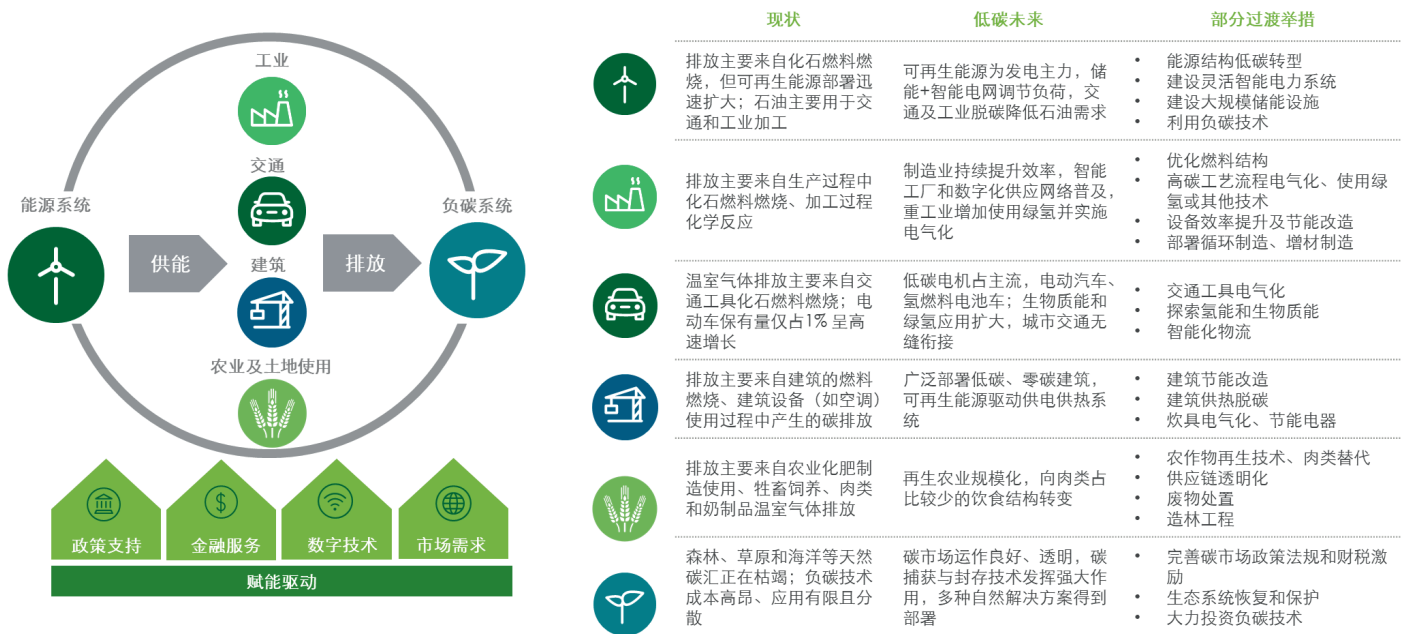 工业
交通
能源系统
负碳系统
供能
建筑
排放
农业及土地使用
政策支持
金融服务
数字技术
市场需求
赋能驱动
现状
低碳未来
部分过渡举措
排放主要来自化石燃料燃
烧，但可再生能源部署迅
速扩大；石油主要用于交
通和工业加工
可再生能源为发电主力，储
能+智能电网调节负荷，交
通及工业脱碳降低石油需求
• 能源结构低碳转型
• 建设灵活智能电力系统
• 建设大规模储能设施
• 利用负碳技术
排放主要来自生产过程中
化石燃料燃烧、加工过程
化学反应
制造业持续提升效率，智能
工厂和数字化供应网络普及，
重工业增加使用绿氢并实施
电气化
• 优化燃料结构
• 高碳工艺流程电气化、使用绿
氢或其他技术
• 设备效率提升及节能改造
• 部署循环制造、增材制造
温室气体排放主要来自交
通工具化石燃料燃烧；电
动车保有量仅占1% 呈高
速增长
低碳电机占主流，电动汽车、
氢燃料电池车；生物质能和
绿氢应用扩大，城市交通无
缝衔接
• 交通工具电气化
• 探索氢能和生物质能
• 智能化物流
排放主要来自建筑的燃料
燃烧、建筑设备（如空调）
使用过程中产生的碳排放
广泛部署低碳、零碳建筑，
可再生能源驱动供电供热系
统
• 建筑节能改造
• 建筑供热脱碳
• 炊具电气化、节能电器
排放主要来自农业化肥制
造使用、牲畜饲养、肉类
和奶制品温室气体排放
再生农业规模化，向肉类占
比较少的饮食结构转变
• 农作物再生技术、肉类替代
• 供应链透明化
• 废物处置
• 造林工程
森林、草原和海洋等天然
碳汇正在枯竭；负碳技术
成本高昂、应用有限且分
散
碳市场运作良好、透明，碳
捕获与封存技术发挥强大作
用，多种自然解决方案得到
部署
• 完善碳市场政策法规和财税激
励
• 生态系统恢复和保护
• 大力投资负碳技术